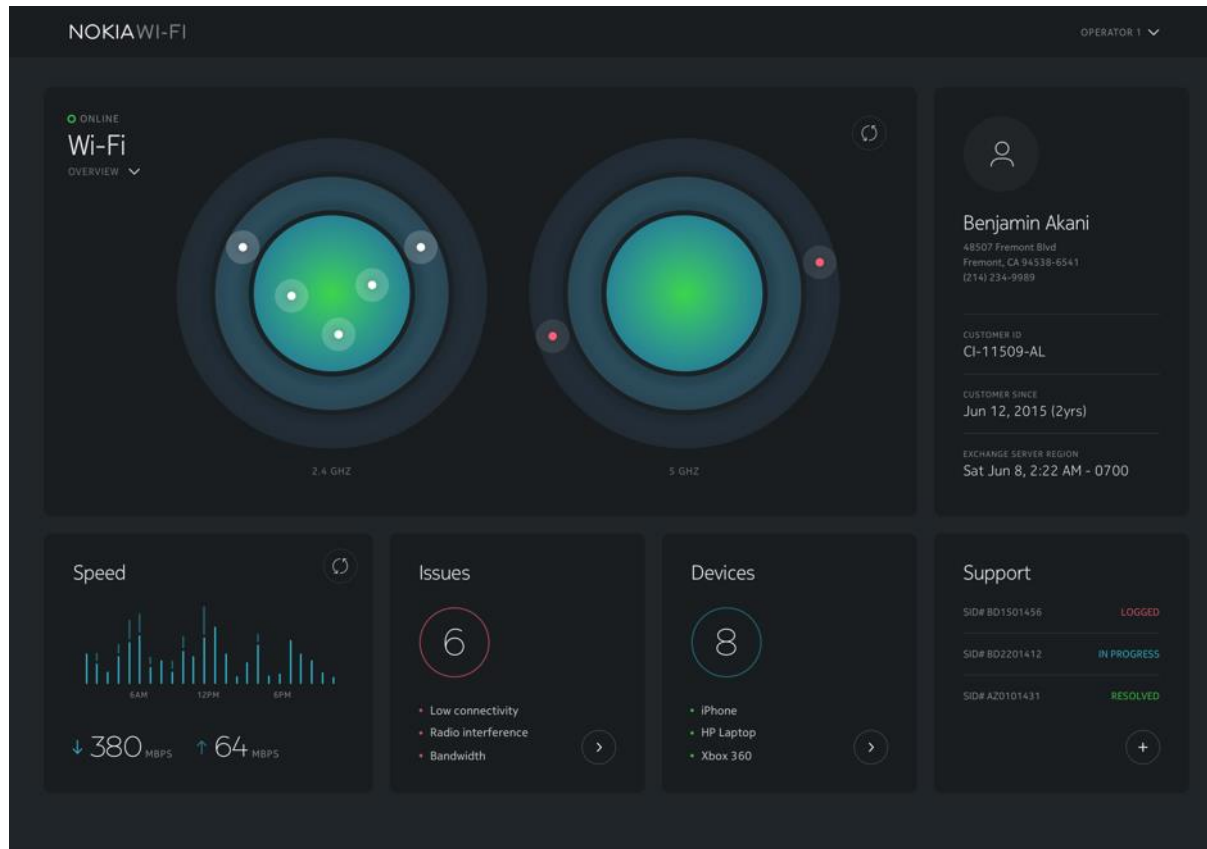 NOKIA WI-FI
OPERATOR 1
ONLINE
Wi-Fi
OVERVIEW
2.4 GHZ
5 GHZ
Benjamin Akani
48507 Fremont Blvd
Fremont, CA 94538-6541
(214) 234-9989
CUSTOMER ID
CI-11509-AL
CUSTOMER SINCE
Jun 12, 2015 (2yrs)
EXCHANGE SERVER REGION
Sat Jun 8, 2:22 AM - 0700
Speed
6AM 12PM 6PM
↓ 380 MBPS ↑ 64 MBPS
Issues
6
• Low connectivity
• Radio interference
• Bandwidth
Devices
8
• iPhone
• HP Laptop
• Xbox 360
Support
SID# BD1501456 LOGGED
SID# BD2201412 IN PROGRESS
SID# AZ0101431 RESOLVED